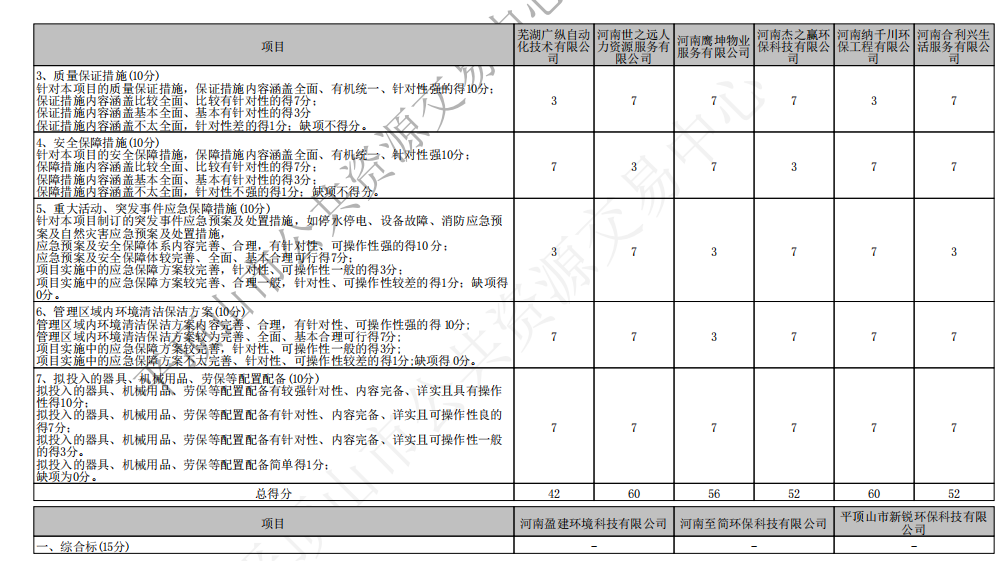 项目
芜湖广纵自动
化技术有限公
司
河南世之远人
力资源服务有
限公司
河南鹰坤物业
服务有限公司
河南杰之赢环
保科技有限公
司
河南纳千川环
保工程有限公
司
河南合利兴生
活服务有限公
司
3、质量保证措施(10分)
针对本项目的质量保证措施，保证措施内容涵盖全面、有机统一、针对性强的得10分；
保证措施内容涵盖比较全面、比较有针对性的得7分；
保证措施内容涵盖基本全面、基本有针对性的得3分
保证措施内容涵盖不太全面，针对性差的得1分；缺项不得分。
3 7 7 7 3 7
4、安全保障措施(10分)
针对本项目的安全保障措施，保障措施内容涵盖全面、有机统一、针对性强10分；
保障措施内容涵盖比较全面、比较有针对性的得7分；
保障措施内容涵盖基本全面、基本有针对性的得3分；
保障措施内容涵盖不太全面，针对性不强的得1分；缺项不得分。
7 3 7 3 7 7
5、重大活动、突发事件应急保障措施(10分)
针对本项目制订的突发事件应急预案及处置措施，如停水停电、设备故障、消防应急预
案及自然灾害应急预案及处置措施，
应急预案及安全保障体系内容完善、合理，有针对性、可操作性强的得10 分；
应急预案及安全保障体较完善、全面、基本合理可行得7分；
项目实施中的应急保障方案较完善，针对性、可操作性一般的得3分；
项目实施中的应急保障方案较完善，合理一般，针对性、可操作性较差的得1分；缺项得
0分。
3 7 3 7 7 3
6、管理区域内环境清洁保洁方案(10分)
管理区域内环境清洁保洁方案内容完善、合理，有针对性、可操作性强的得 10分；
管理区域内环境清洁保洁方案较为完善、全面、基本合理可行得7分；
项目实施中的应急保障方案较完善，针对性、可操作性一般的得3分；
项目实施中的应急保障方案不太完善、针对性、可操作性较差的得1分；缺项得 0分。
7 7 3 7 7 7
7、拟投入的器具、机械用品、劳保等配置配备(10分)
拟投入的器具、机械用品、劳保等配置配备有较强针对性、内容完备、详实且具有操作
性得10分；
拟投入的器具、机械用品、劳保等配置配备有针对性、内容完备、详实且可操作性良的
得7分；
拟投入的器具、机械用品、劳保等配置配备有针对性、内容完备、详实且可操作性一般
的得3分。
拟投入的器具、机械用品、劳保等配置配备简单得1分；
缺项为0分。
7 7 7 7 7 7
总得分 42 60 56 52 60 52
项目
河南盈建环境科技有限公司
河南至简环保科技有限公司
平顶山市新锐环保科技有限
公司
一、综合标(15分) - - -
平顶山市公共资源交易中心
平顶山市公共资源交易中心